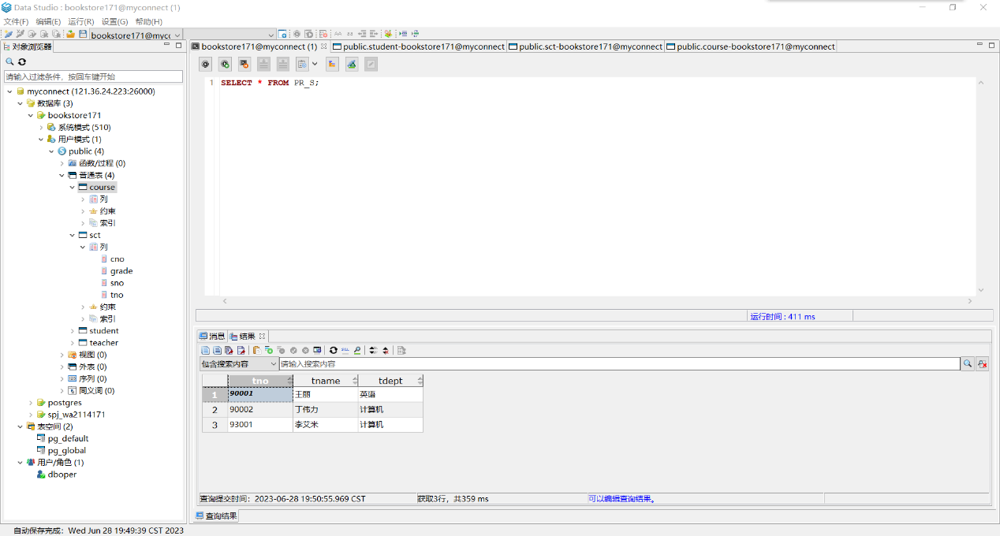 Data Studio : bookstore171@myconnect (1)
文件(F) 编辑(E) 运行(R) 设置(G) 帮助(H)
bookstore171@mycc
对象浏览器
请输入过滤条件，按回车键开始
myconnect (121.36.24.223:26000)
数据库 (3)
bookstore171
系统模式 (510)
用户模式 (1)
public (4)
函数/过程 (0)
普通表 (4)
course
列
约束
索引
sct
列
cno
grade
sno
tno
约束
索引
student
teacher
视图 (0)
外表 (0)
序列 (0)
同义词 (0)
postgres
spj_wa2114171
表空间 (2)
pg_default
pg_global
用户/角色 (1)
dboper
bookstore171@myconnect (1) public.student-bookstore171@myconnect public.sct-bookstore171@myconnect public.course-bookstore171@myconnect
1 SELECT * FROM PR_S;
运行时间 : 411 ms
消息 结果
包含搜索内容 请输入搜索内容
tno tname tdept
1 90001 王丽 英语
2 90002 丁伟力 计算机
3 93001 李艾米 计算机
查询提交时间：2023-06-28 19:50:55.969 CST 获取3行，共359 ms 可以编辑查询结果。
查询结果
自动保存完成：Wed Jun 28 19:49:39 CST 2023